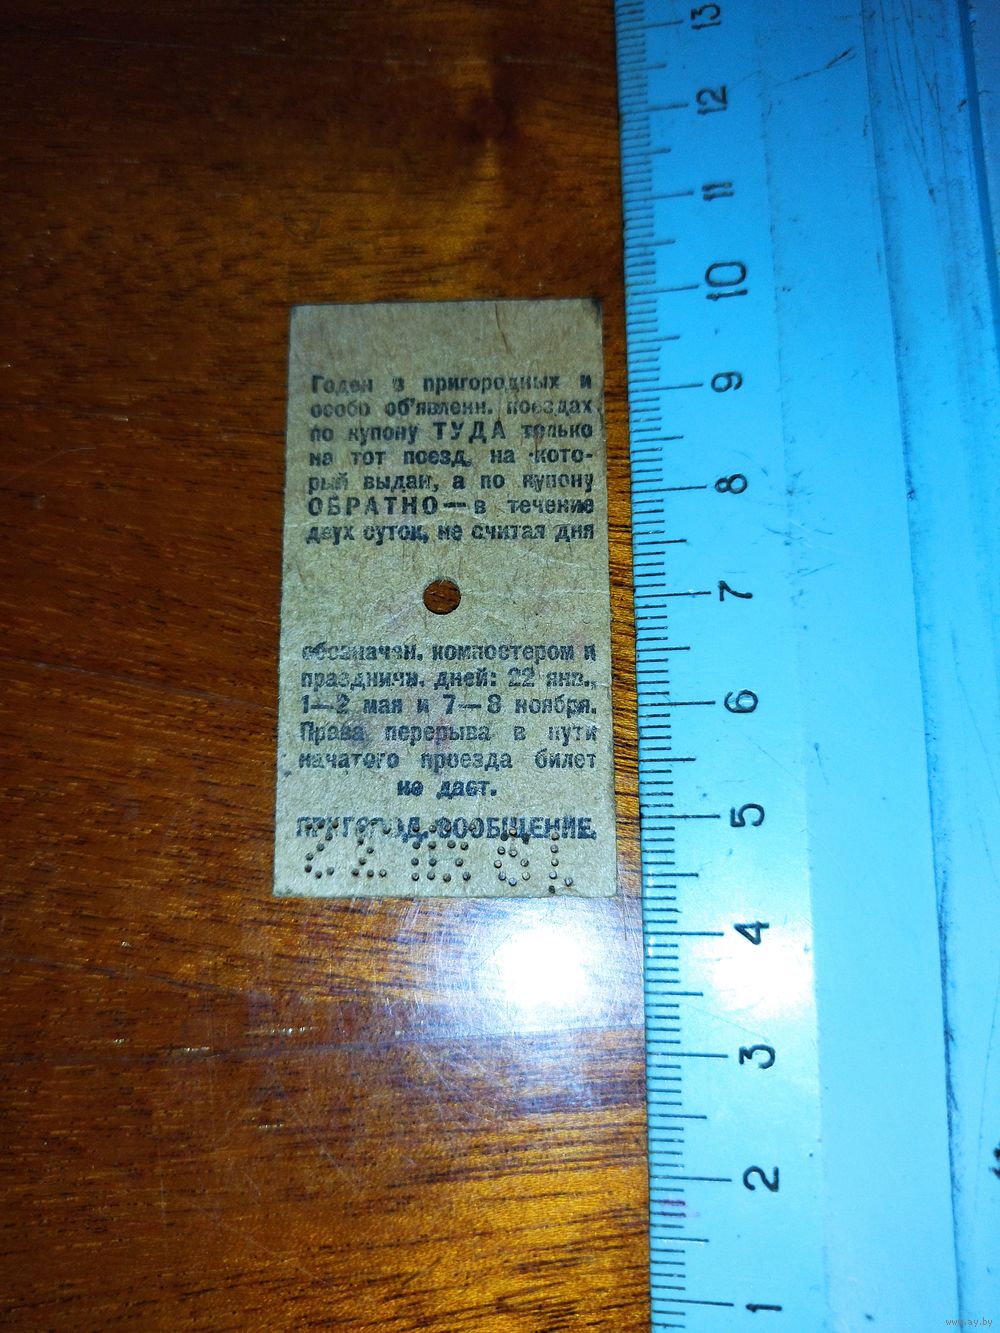 Годен в пригородных и
особо об'явленн. поездах
по купону ТУДА только
на тот поезд, на кото-
рый выдан, а по купону
ОБРАТНО — в течение
двух суток, не считая дня
обозначен. компостером и
праздничн. дней: 22 янв.,
1—2 мая и 7—8 ноября.
Права перерыва в пути
начатого проезда билет
не дает.
ПРИГОРОД. СООБЩЕНИЕ.
13
12
11
10
9
8
7
6
5
4
3
2
1
www.ay.by